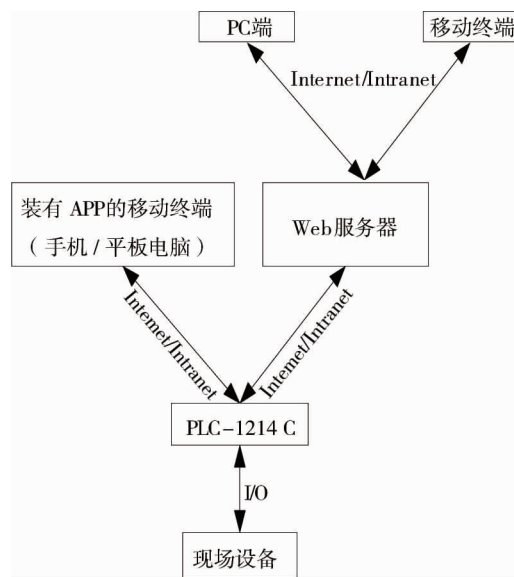 PC端
移动终端
Internet/Intranet
装有 APP的移动终端
（ 手机 / 平板电脑 ）
Web服务器
Internet/Intranet
Internet/Intranet
PLC-1214 C
I/O
现场设备